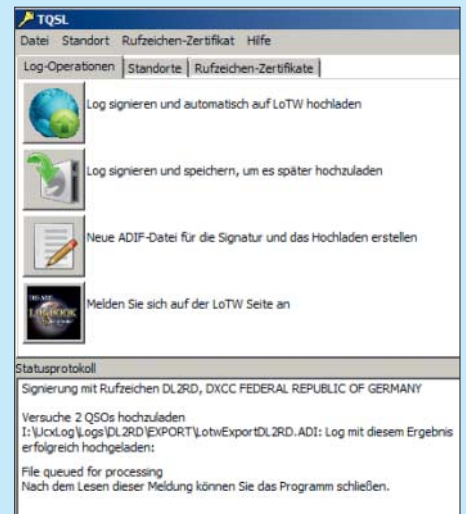 TQSL
Datei Standort Rufzeichen-Zertifikat Hilfe
Log-Operationen Standorte Rufzeichen-Zertifikate
Log signieren und automatisch auf LoTW hochladen
Log signieren und speichern, um es später hochzuladen
Neue ADIF-Datei für die Signatur und das Hochladen erstellen
LOGBOOK
Melden Sie sich auf der LoTW Seite an
Statusprotokoll
Signierung mit Rufzeichen DL2RD, DXCC FEDERAL REPUBLIC OF GERMANY
Versuche 2 QSOs hochzuladen
I:\UcxLog\Logs\DL2RD\EXPORT\LotwExportDL2RD.ADI: Log mit diesem Ergebnis
erfolgreich hochgeladen:
File queued for processing
Nach dem Lesen dieser Meldung können Sie das Programm schließen.